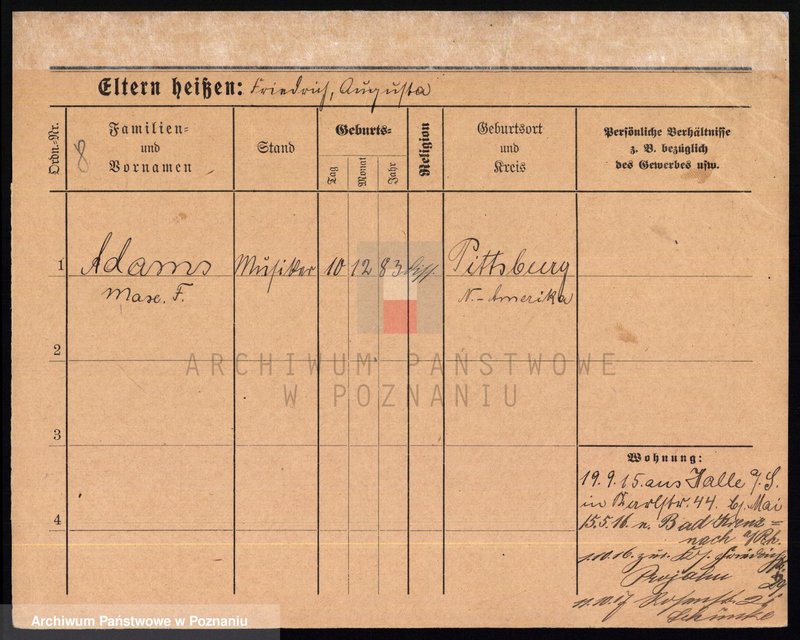 Eltern heißen: Friedrich, Augusta
Ordn.-Nr.
8
Familien-
und
Vornamen
Stand
Geburts-
Tag
Monat
Jahr
Religion
Geburtsort
und
Kreis
Persönliche Verhältnisse
z. B. bezüglich
des Gewerbes usw.
1
Adams
Max. F.
Musiker
10
12
83
Pittsburg
N.-Amerika
2
ARCHIWUM PAŃSTWOWE
W POZNANIU
3
Wohnung:
19.9.15. aus Halle a/S.
in Karlstr. 44. bj. Mai
4
15.5.16. n. Bad Kreuz=
nach a/Rh.
Archiwum Państwowe w Poznaniu